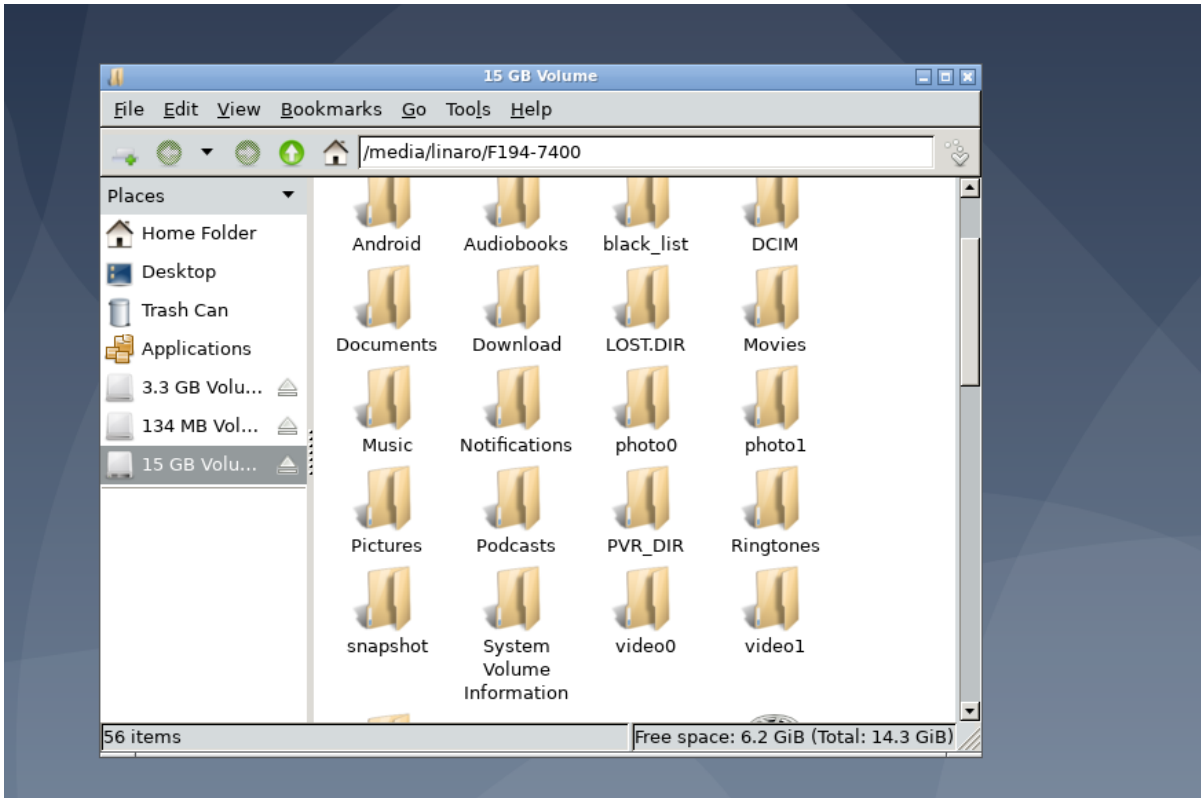 15 GB Volume
File Edit View Bookmarks Go Tools Help
/media/linaro/F194-7400
Places
Home Folder
Desktop
Trash Can
Applications
3.3 GB Volu...
134 MB Vol...
15 GB Volu...
Android Audiobooks black_list DCIM
Documents Download LOST.DIR Movies
Music Notifications photo0 photo1
Pictures Podcasts PVR_DIR Ringtones
snapshot System Volume Information video0 video1
56 items
Free space: 6.2 GiB (Total: 14.3 GiB)